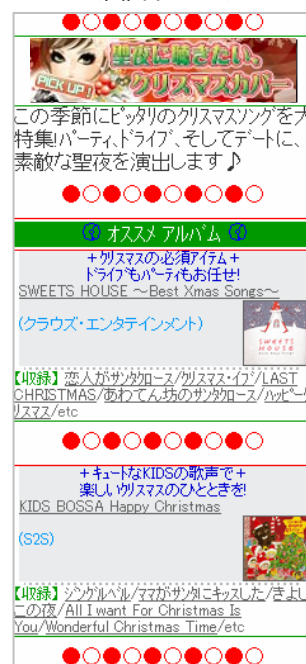 聖夜に聴きたい、
PICK UP!
クリスマスカバー
この季節にピッタリのクリスマスソングを大
特集!パーティ、ドライブ、そしてデートに、
素敵な聖夜を演出します♪
オススメ アルバム
+クリスマスの必須アイテム+
ドライブもパーティもお任せ!
SWEETS HOUSE ~Best Xmas Songs~
(クラウズ・エンタテインメント)
SWEETS
HOUSE
【収録】恋人がサンタクロース/クリスマス・イブ/LAST
CHRISTMAS/あわてん坊のサンタクロース/ハッピーク
リスマス/etc
+キュートなKIDSの歌声で+
楽しいクリスマスのひとときを!
KIDS BOSSA Happy Christmas
(S2S)
【収録】ジングルベル/ママがサンタにキッスした/きよし
この夜/All I want For Christmas Is
You/Wonderful Christmas Time/etc